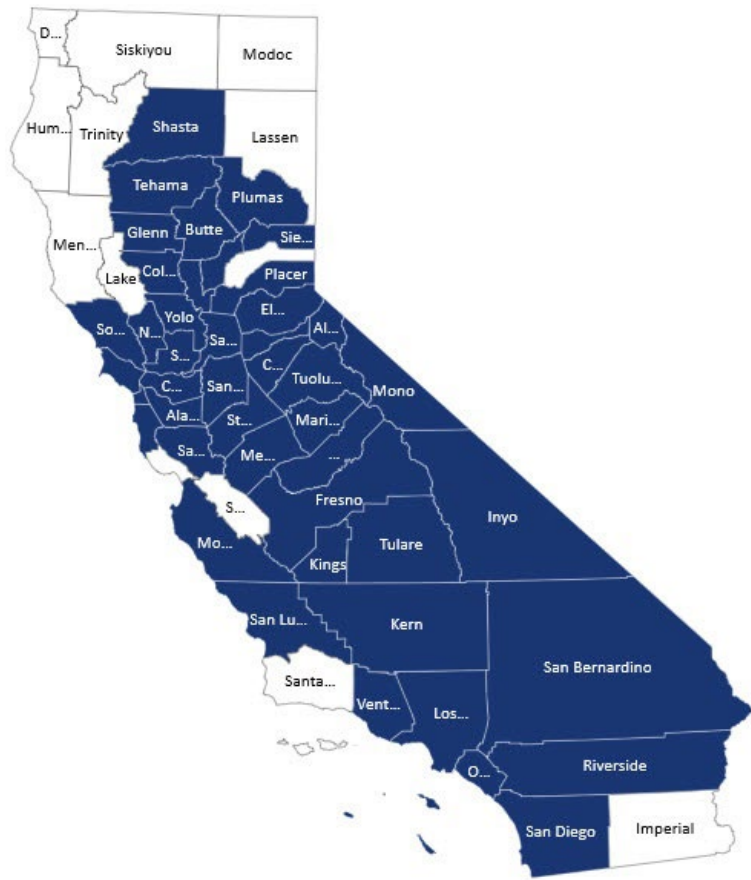 D...
Siskiyou
Modoc
Hum...
Trinity
Shasta
Lassen
Tehama
Plumas
Men...
Glenn
Butte
Sie...
Lake
Col...
Placer
So...
N...
Yolo
El...
S...
Sa...
Al...
C...
San...
C...
Tuolu...
Mono
Ala...
St...
Mari...
Sa...
Me...
...
S...
Fresno
Inyo
Mo...
Kings
Tulare
San Lu...
Kern
San Bernardino
Santa...
Vent...
Los...
O...
Riverside
San Diego
Imperial